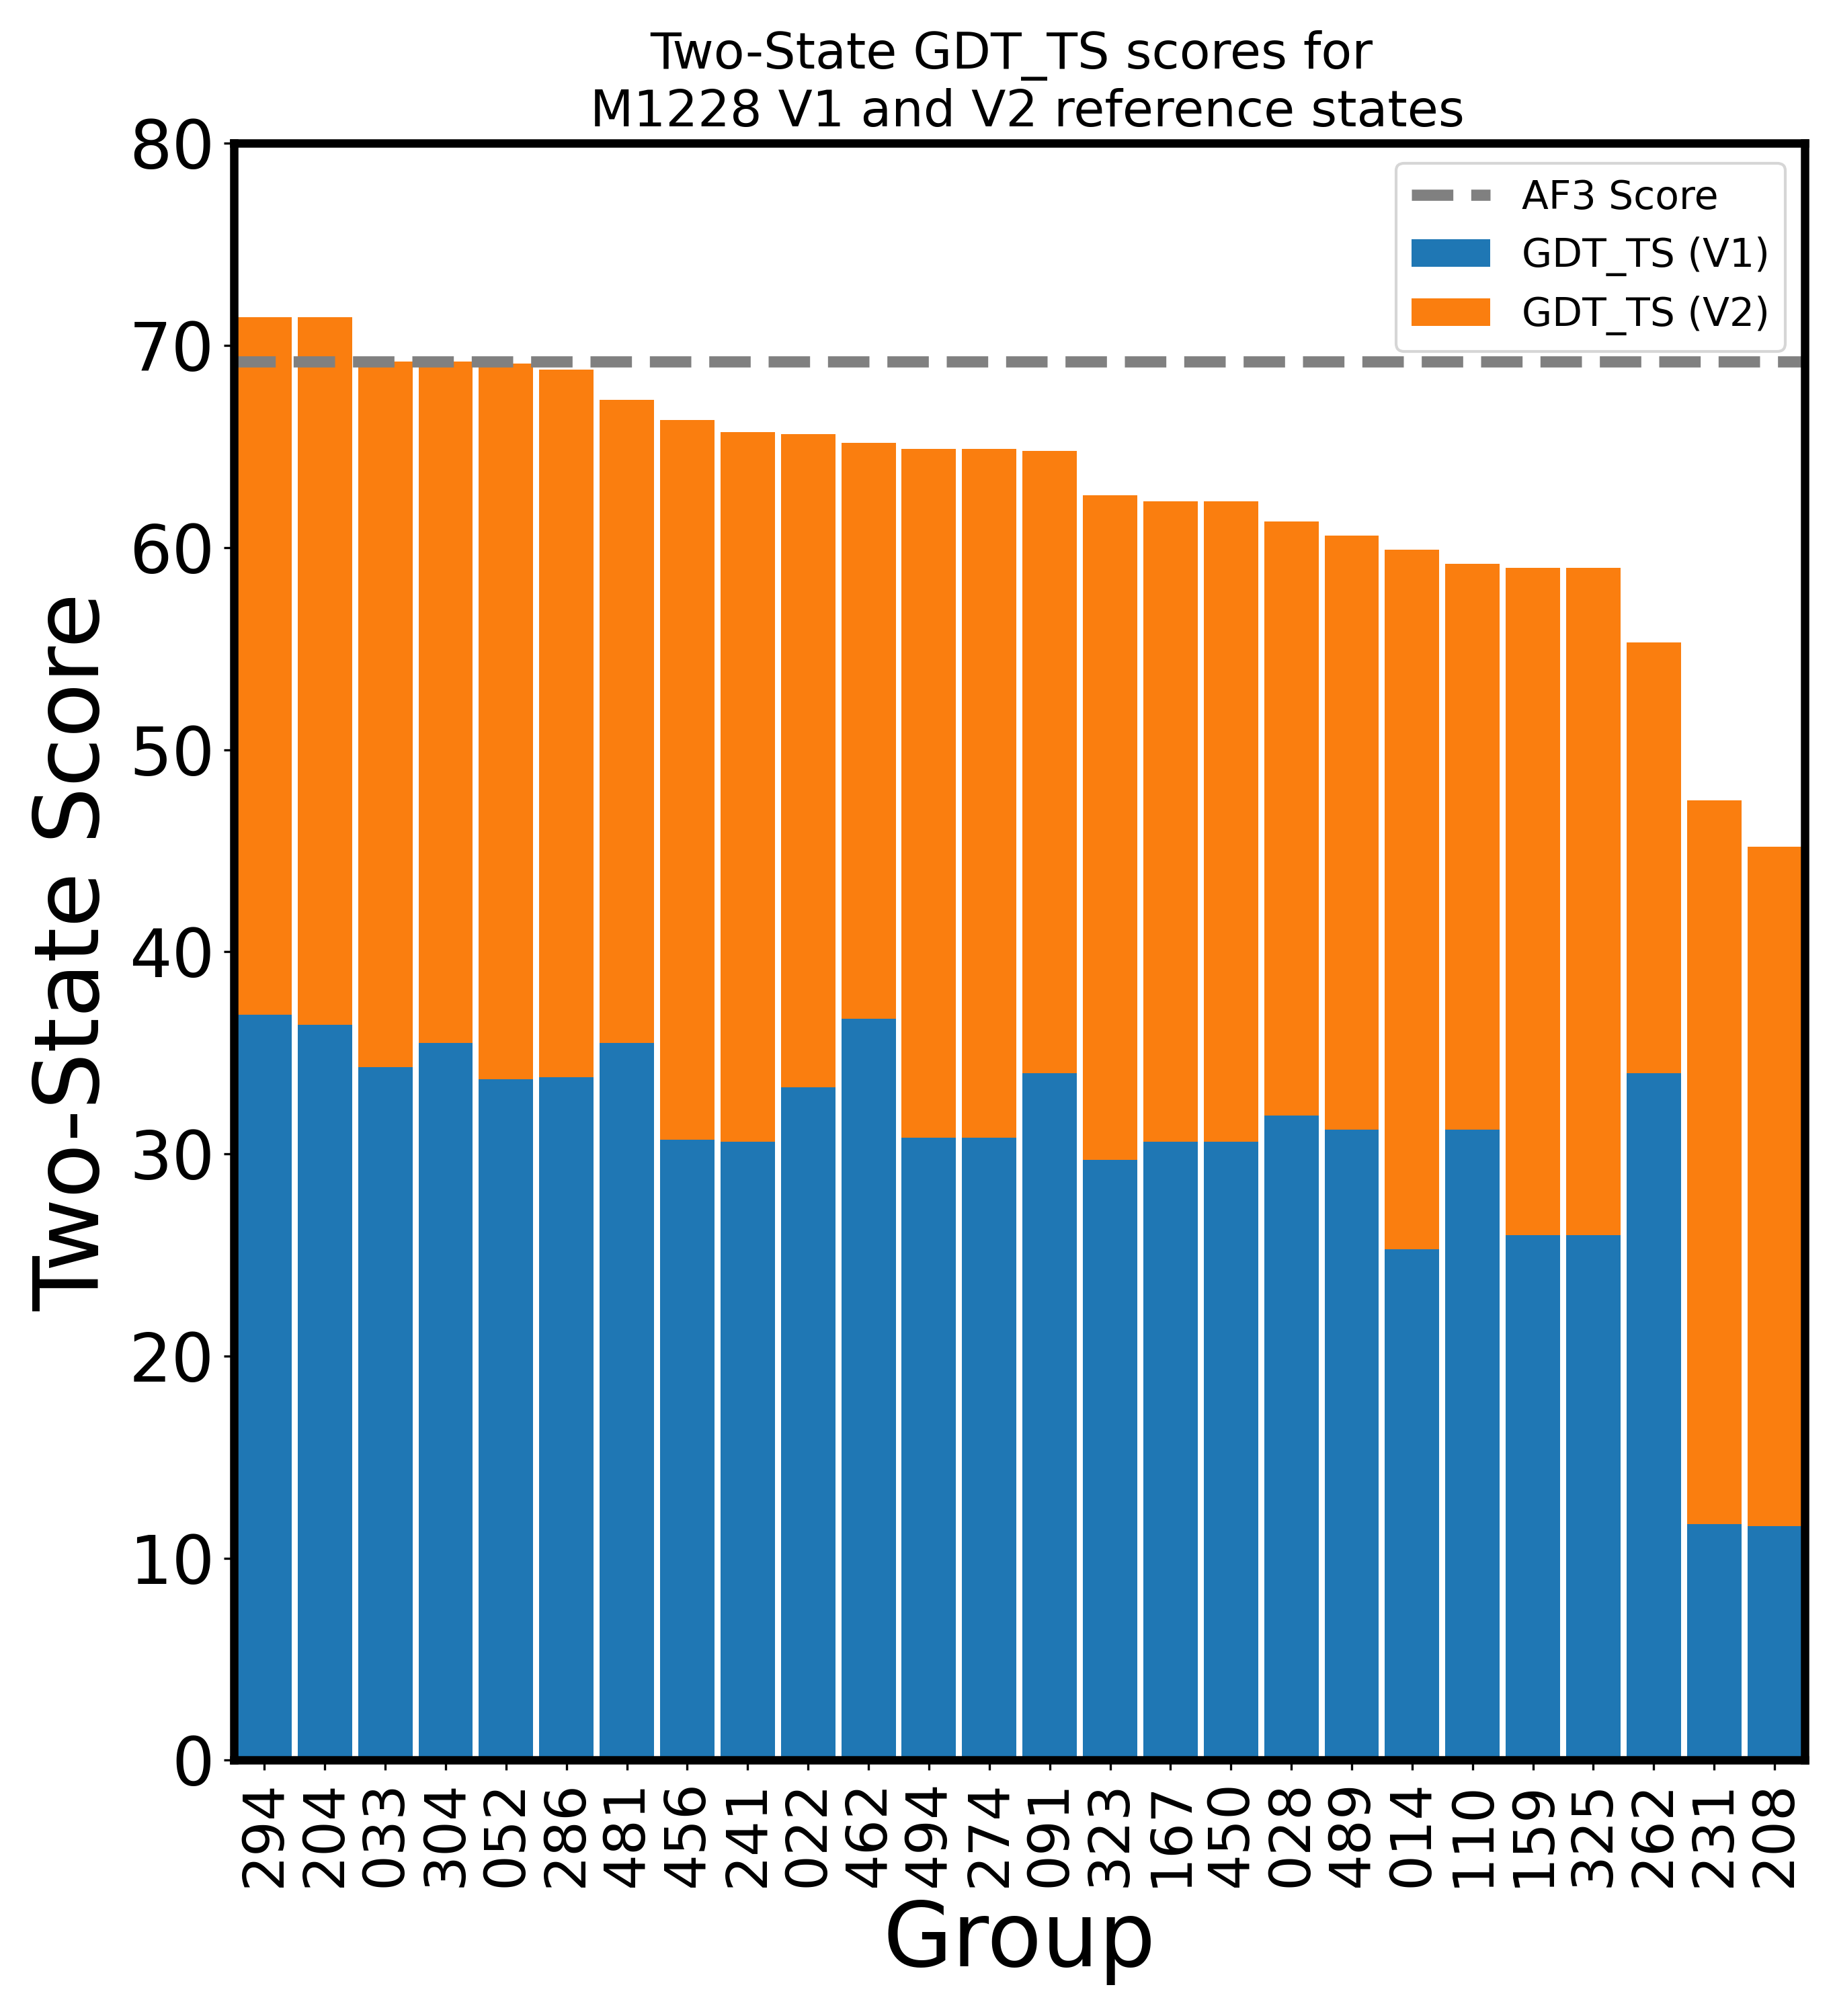 Two-State GDT_TS scores for
M1228 V1 and V2 reference states
AF3 Score
GDT_TS (V1)
GDT_TS (V2)
Two-State Score
80
70
60
50
40
30
20
10
0
294 204 033 304 052 286 481 456 241 022 462 494 274 091 323 167 450 028 489 014 110 159 325 262 231 208
Group